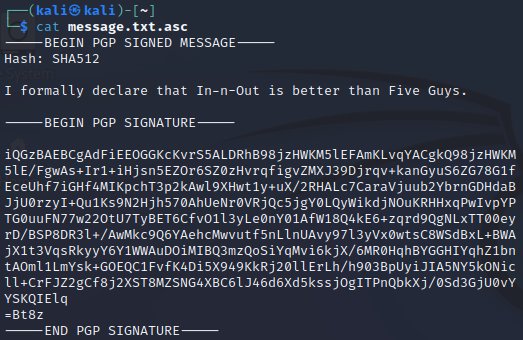 ┌──(kali㉿kali)-[~]
└─$ cat message.txt.asc
-----BEGIN PGP SIGNED MESSAGE-----
Hash: SHA512

I formally declare that In-n-Out is better than Five Guys.

-----BEGIN PGP SIGNATURE-----

iQGzBAEBCgAdFiEEOGGKcKvrS5ALDRhB98jzHWKM5lEFAmKLvqYACgkQ98jzHWKM
5lE/FgwAs+Ir1+iHjsn5EZOr6SZ0zHvrqfigvZMXJ39Djrqv+kanGyuS6ZG78G1f
EceUhf7iGHf4MIKpchT3p2kAwl9XHwt1y+uX/2RHALc7CaraVjuub2YbrnGDHdaB
JjU0rzyI+Qu1Ks9N2Hjh570AhUeNr0VRjQc5jgY0LQyWikdjNOuKRHHxqPwIvpYP
TG0uuFN77w22OtU7TyBET6CfvO1l3yLe0nY01AfW18Q4kE6+zqrd9QgNLxTT00ey
rD/BSP8DR3l+/AwMkc9Q6YAehcMwvutf5nLlnUAvy97l3yVx0wtsC8WSdBxL+BWA
jX1t3VqsRkyyY6Y1WWAuDOiMIBQ3mzQoSiYqMvi6kjX/6MR0HqhBYGGHIYqhZ1bn
tAOml1LmYsk+GOEQC1FvfK4Di5X949KkRj20llErLh/h903BpUyiJIA5NY5kONic
ll+CrFJZ2gCf8j2XST8MZSNG4XBC6lJ46d6Xd5kssjOgITPnQbkXj/0Sd3GjU0vY
YSKQIElq
=Bt8z
-----END PGP SIGNATURE-----